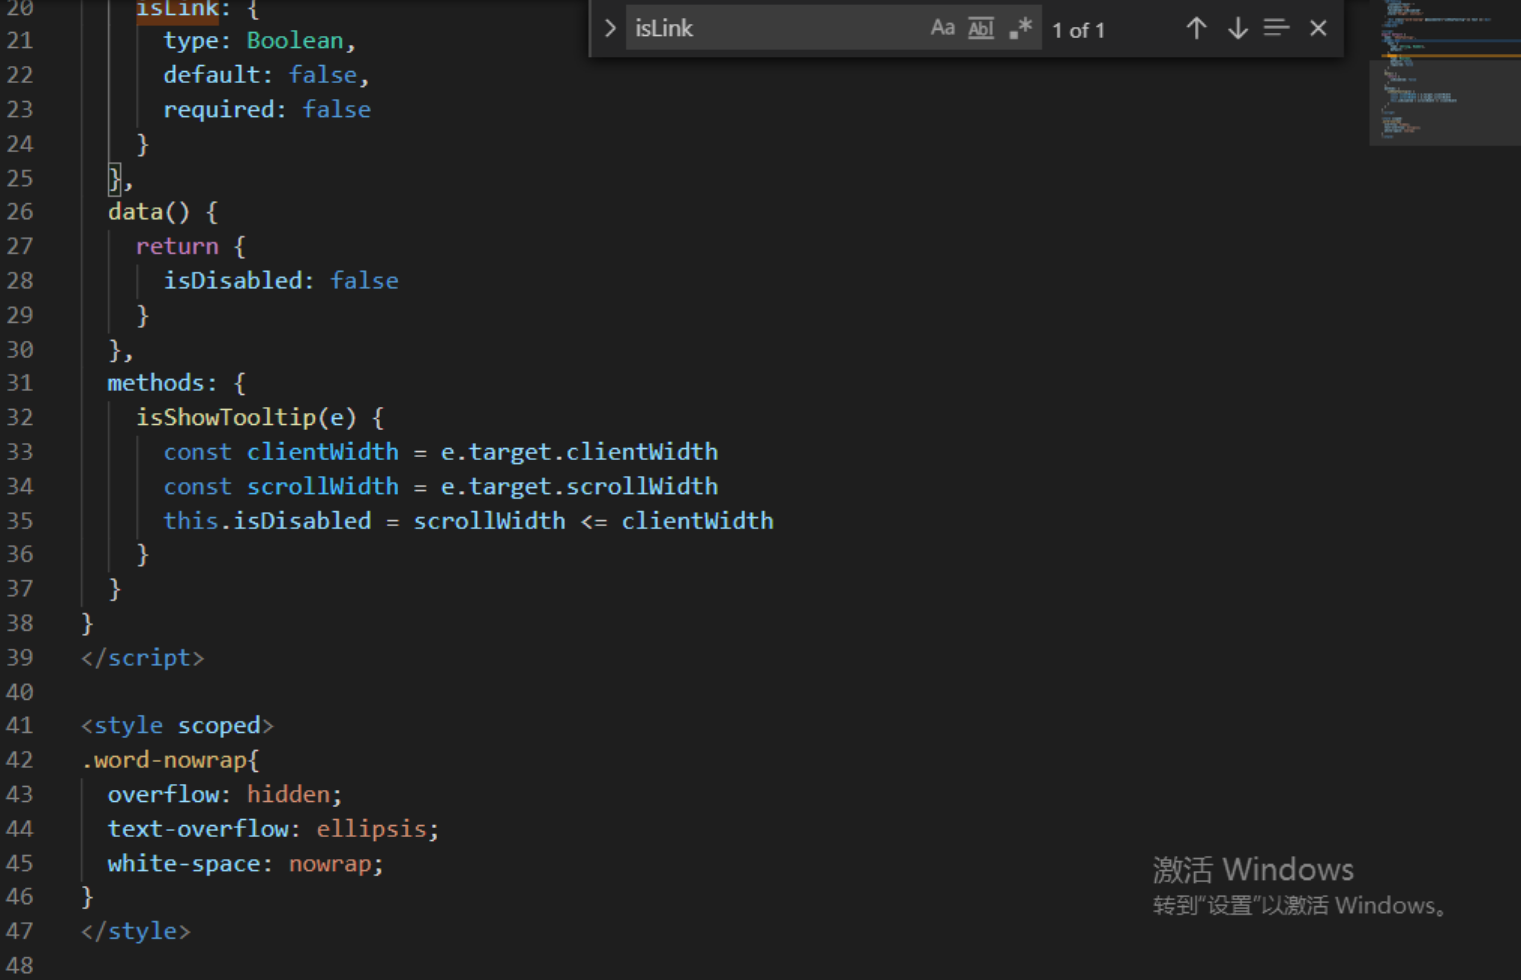 isLink
Aa
Abl
.*
1 of 1
20 isLink: {
21 type: Boolean,
22 default: false,
23 required: false
24 }
25 },
26 data() {
27 return {
28 isDisabled: false
29 }
30 },
31 methods: {
32 isShowTooltip(e) {
33 const clientWidth = e.target.clientWidth
34 const scrollWidth = e.target.scrollWidth
35 this.isDisabled = scrollWidth <= clientWidth
36 }
37 }
38 }
39 </script>
40
41 <style scoped>
42 .word-nowrap{
43 overflow: hidden;
44 text-overflow: ellipsis;
45 white-space: nowrap;
46 }
47 </style>
48
激活 Windows
转到"设置"以激活 Windows。